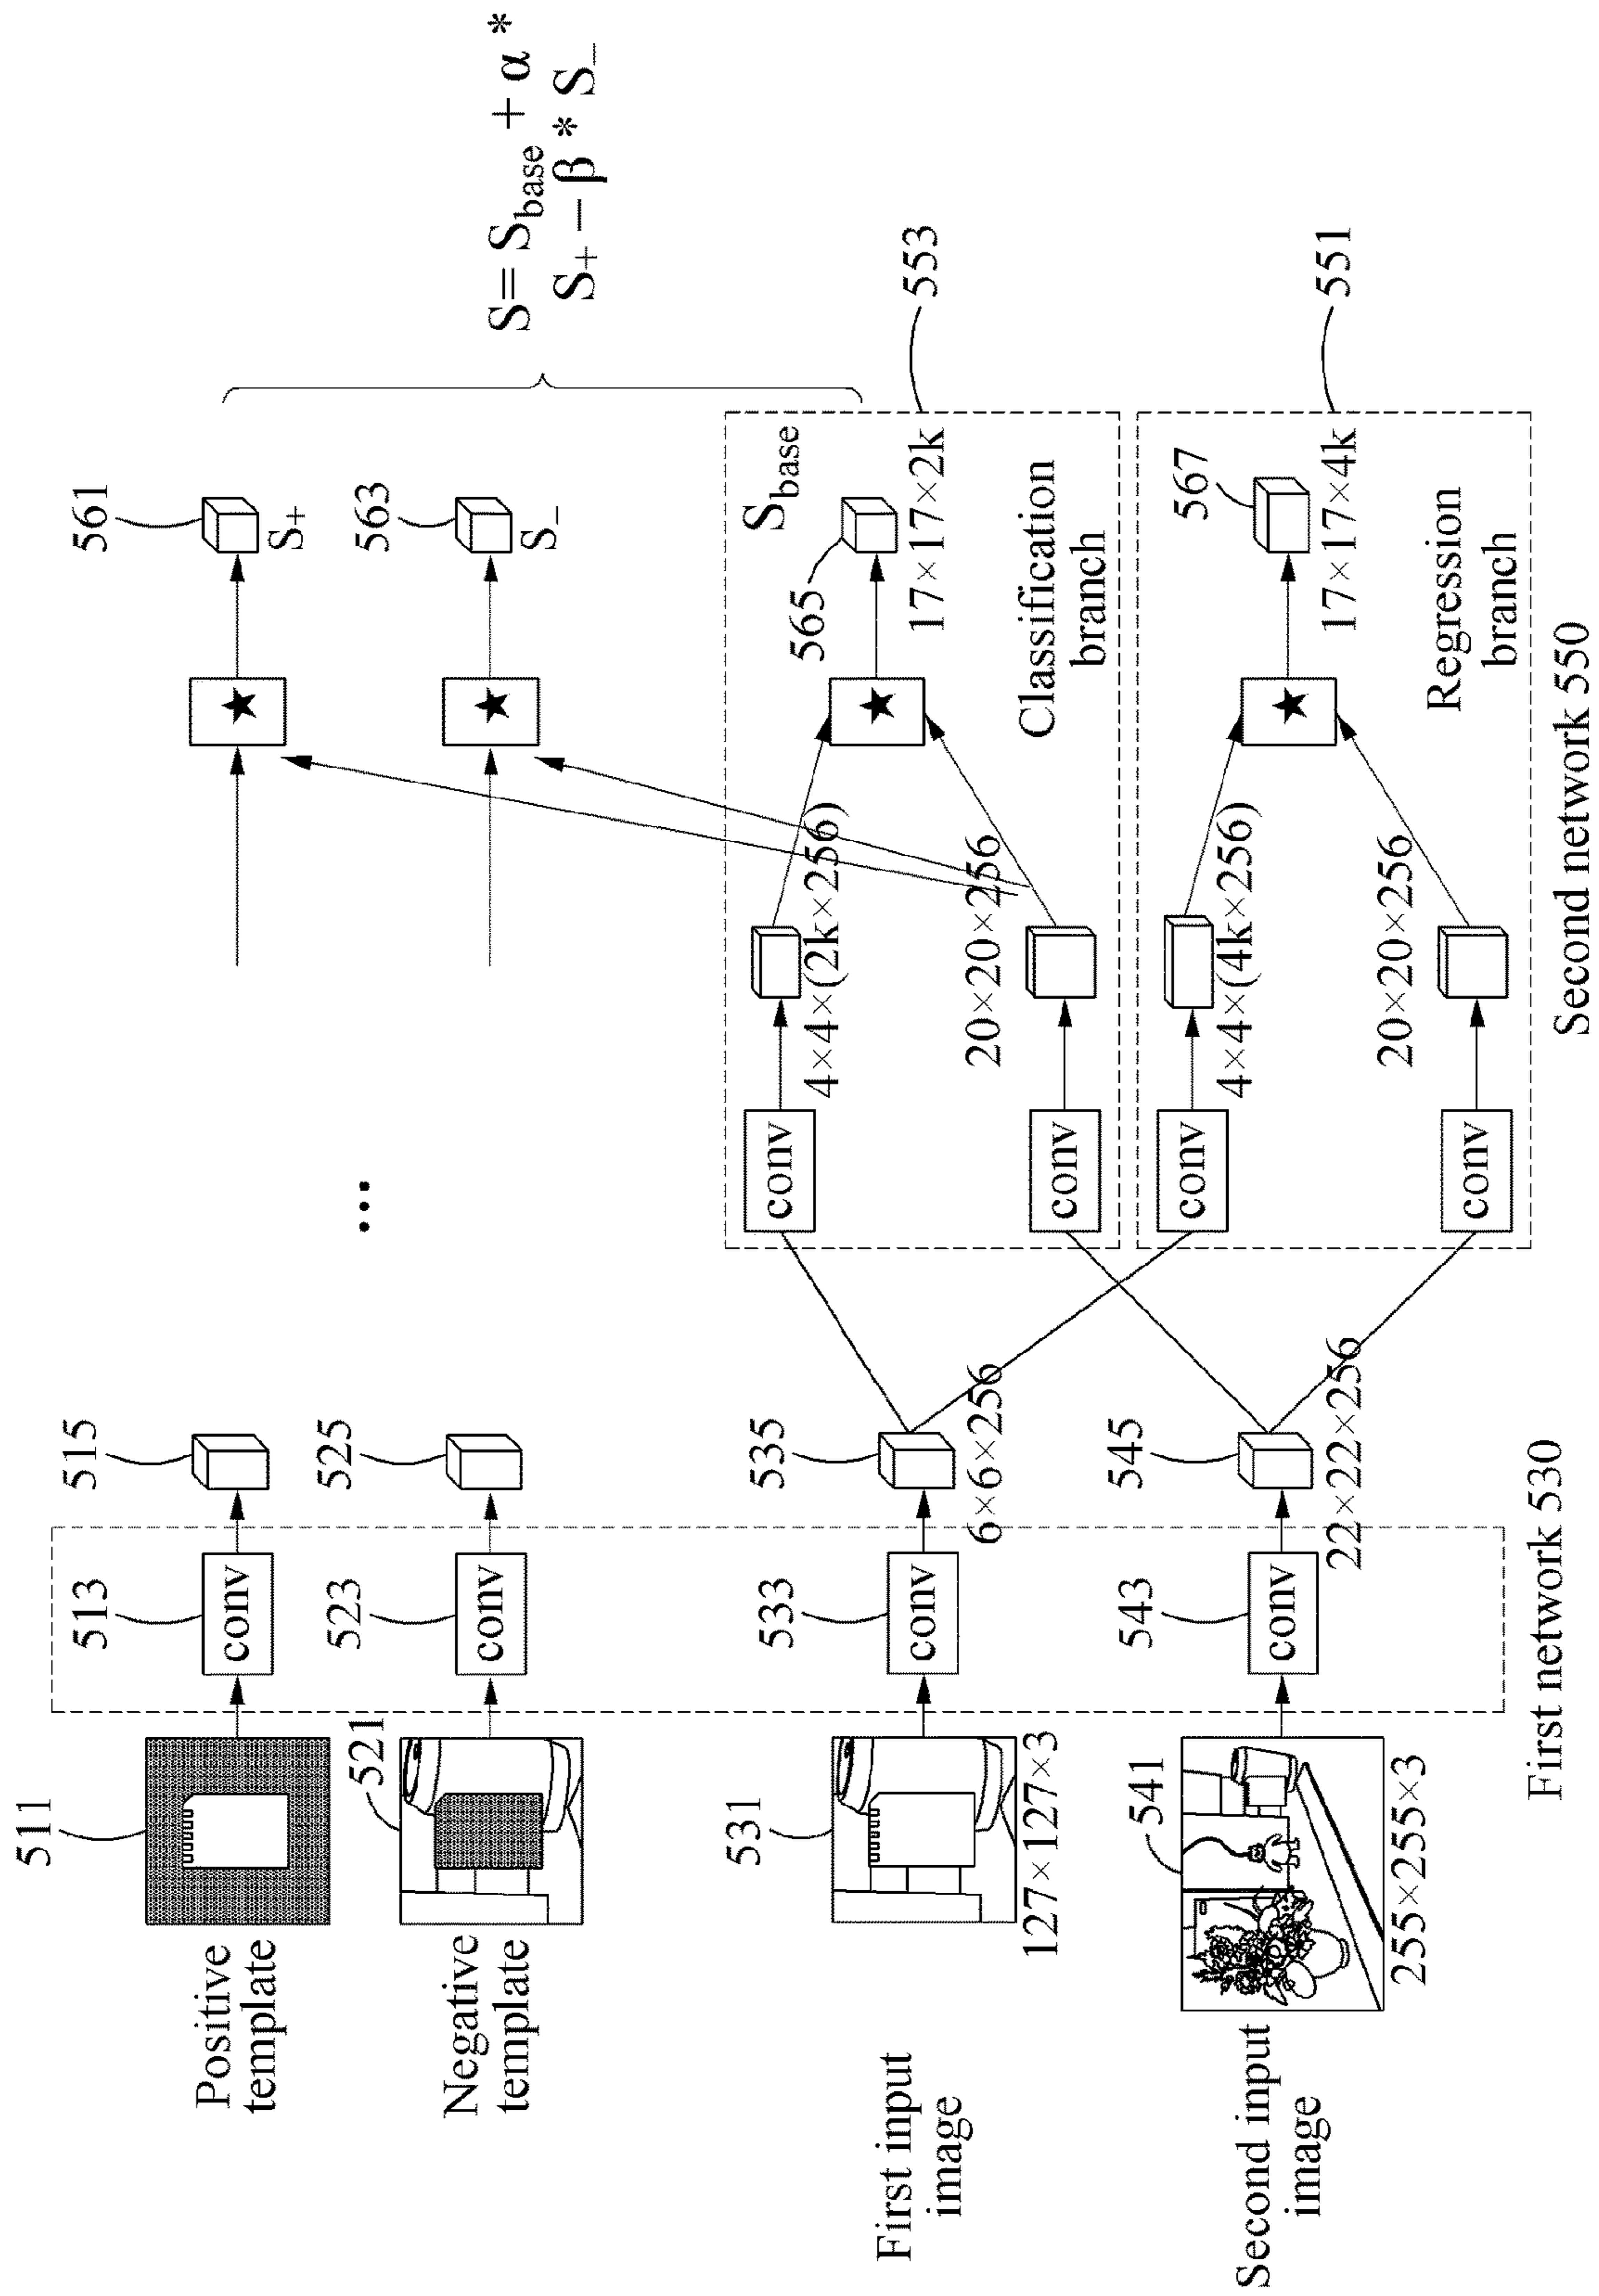 Positive
template
511
513
conv
515
★
561
S+
Negative
template
521
523
conv
525
...
★
563
S−
S= Sbase + α *
S+ − β * S−
First input
image
531
127×127×3
533
conv
535
6×6×256
conv
4×4×(2k×256)
conv
20×20×256
★
565
Sbase
17×17×2k
Classification
branch
553
Second input
image
541
255×255×3
543
conv
545
22×22×256
conv
4×4×(4k×256)
conv
20×20×256
★
567
17×17×4k
Regression
branch
551
First network 530
Second network 550